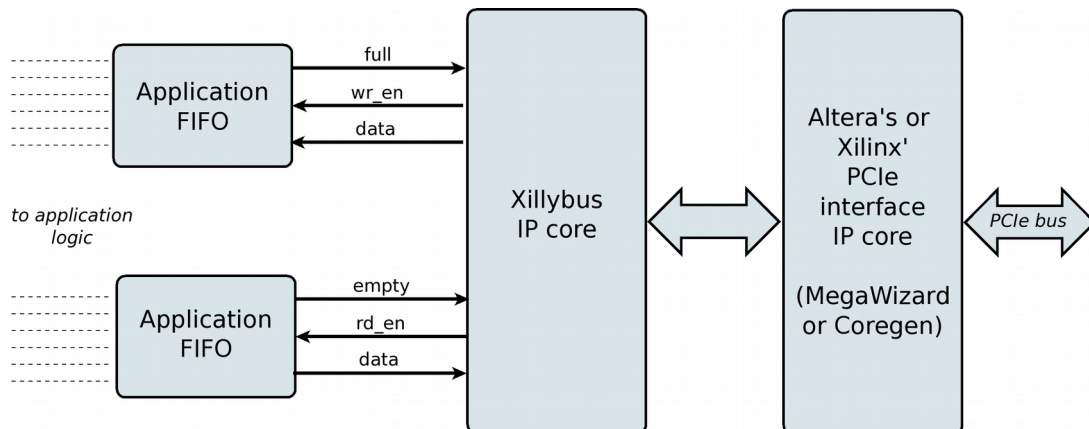 Application
FIFO
full
wr_en
data
to application
logic
Application
FIFO
empty
rd_en
data
Xillybus
IP core
Altera's or
Xilinx'
PCIe
interface
IP core
(MegaWizard
or Coregen)
PCIe bus